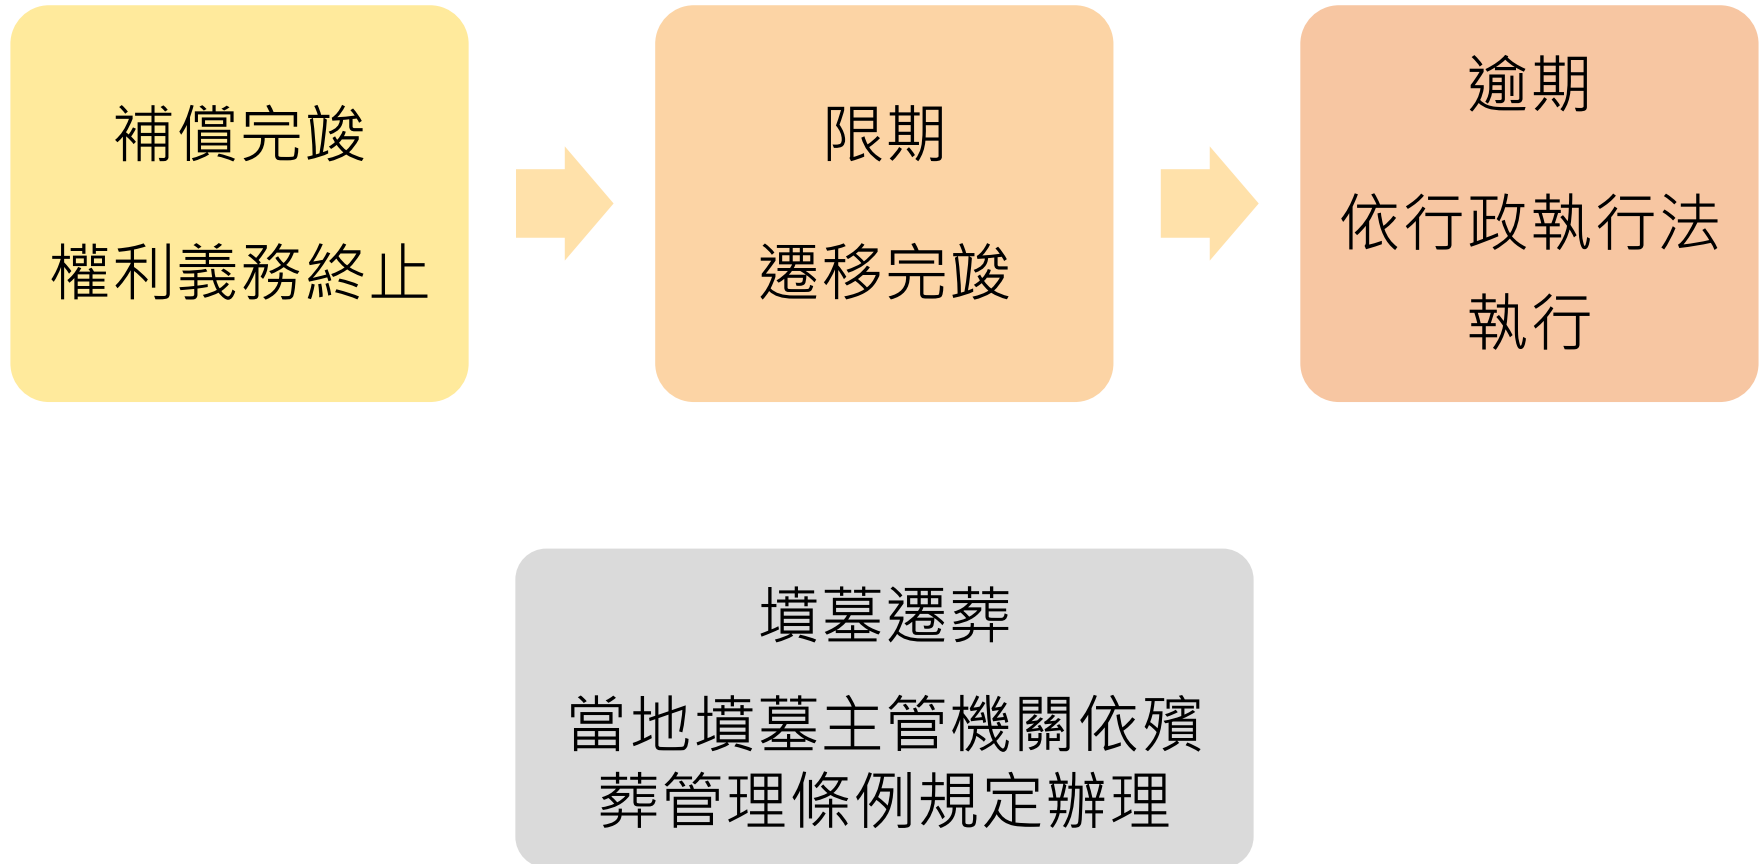 補償完竣
權利義務終止
限期
遷移完竣
逾期
依行政執行法
執行
墳墓遷葬
當地墳墓主管機關依殯
葬管理條例規定辦理